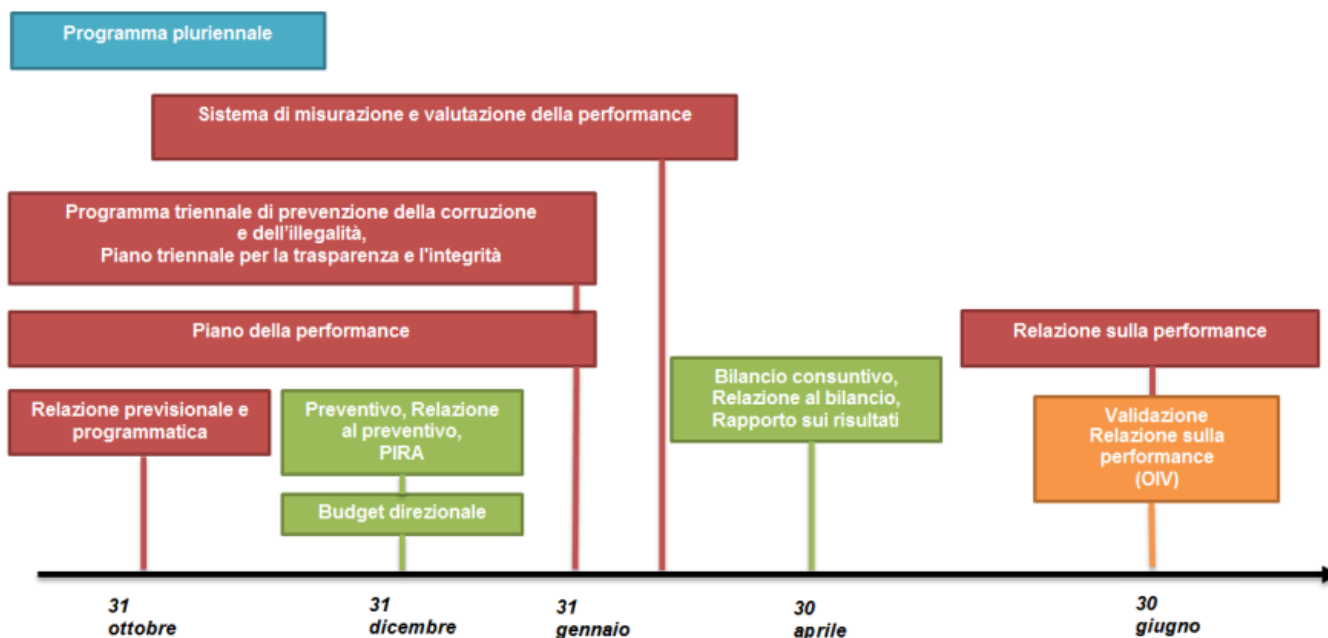 Programma pluriennale
Sistema di misurazione e valutazione della performance
Programma triennale di prevenzione della corruzione
e dell'illegalità,
Piano triennale per la trasparenza e l'integrità
Piano della performance
Relazione sulla performance
Relazione previsionale e
programmatica
Preventivo, Relazione
al preventivo,
PIRA
Budget direzionale
Bilancio consuntivo,
Relazione al bilancio,
Rapporto sui risultati
Validazione
Relazione sulla
performance
(OIV)
31
ottobre
31
dicembre
31
gennaio
30
aprile
30
giugno